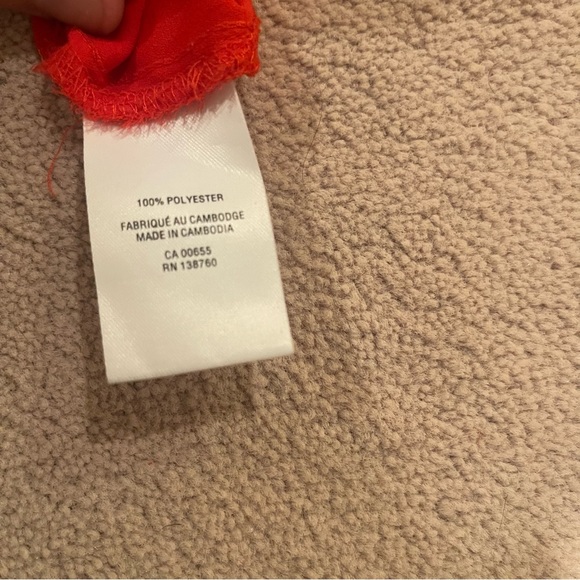 100% POLYESTER
FABRIQUÉ AU CAMBODGE
MADE IN CAMBODIA
CA 00655
RN 138760